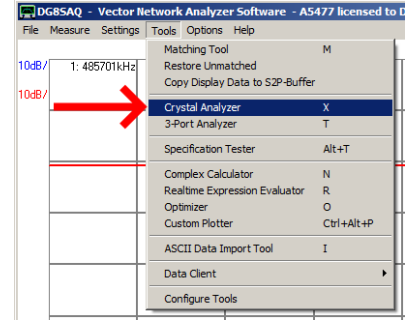 DG8SAQ - Vector Network Analyzer Software - A5477 licensed to D
File Measure Settings Tools Options Help
10dB/ 1: 485701kHz
10dB/
Matching Tool M
Restore Unmatched
Copy Display Data to S2P-Buffer
Crystal Analyzer X
3-Port Analyzer T
Specification Tester Alt+T
Complex Calculator N
Realtime Expression Evaluator R
Optimizer O
Custom Plotter Ctrl+Alt+P
ASCII Data Import Tool I
Data Client
Configure Tools